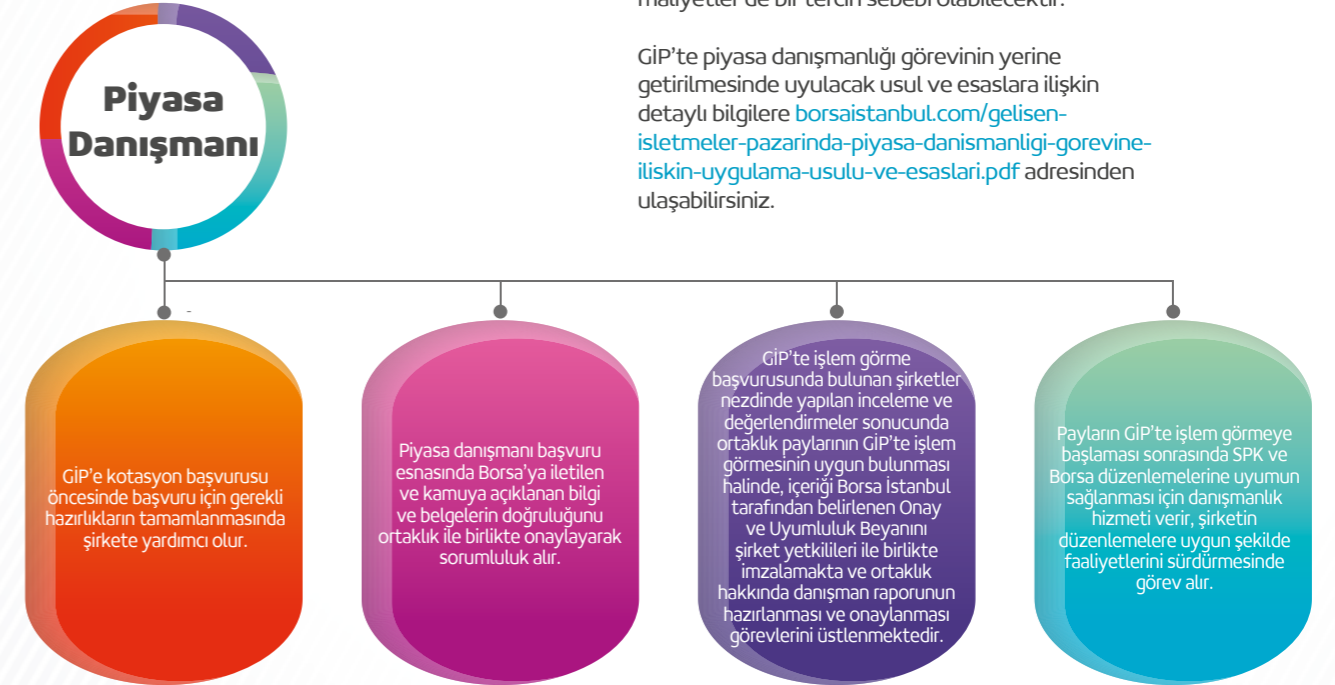 maliyetler de bir tercih sebebi olabilecektir.
GİP’te piyasa danışmanlığı görevinin yerine
getirilmesinde uyulacak usul ve esaslara ilişkin
detaylı bilgilere borsaistanbul.com/gelisen-
isletmeler-pazarinda-piyasa-danismanligi-gorevine-
iliskin-uygulama-usulu-ve-esaslari.pdf adresinden
ulaşabilirsiniz.
Piyasa
Danışmanı
GİP’e kotasyon başvurusu
öncesinde başvuru için gerekli
hazırlıkların tamamlanmasında
şirkete yardımcı olur.
Piyasa danışmanı başvuru
esnasında Borsa’ya iletilen
ve kamuya açıklanan bilgi
ve belgelerin doğruluğunu
ortaklık ile birlikte onaylayarak
sorumluluk alır.
GİP’te işlem görme
başvurusunda bulunan şirketler
nezdinde yapılan inceleme ve
değerlendirmeler sonucunda
ortaklık paylarının GİP’te işlem
görmesinin uygun bulunması
halinde, içeriği Borsa İstanbul
tarafından belirlenen Onay
ve Uyumluluk Beyanını
şirket yetkilileri ile birlikte
imzalamakta ve ortaklık
hakkında danışman raporunun
hazırlanması ve onaylanması
görevlerini üstlenmektedir.
Payların GİP’te işlem görmeye
başlaması sonrasında SPK ve
Borsa düzenlemelerine uyumun
sağlanması için danışmanlık
hizmeti verir, şirketin
düzenlemelere uygun şekilde
faaliyetlerini sürdürmesinde
görev alır.